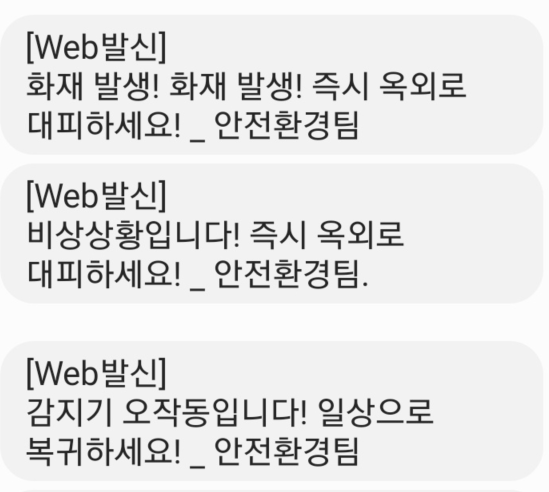 [Web발신]
화재 발생! 화재 발생! 즉시 옥외로
대피하세요! _ 안전환경팀
[Web발신]
비상상황입니다! 즉시 옥외로
대피하세요! _ 안전환경팀.
[Web발신]
감지기 오작동입니다! 일상으로
복귀하세요! _ 안전환경팀